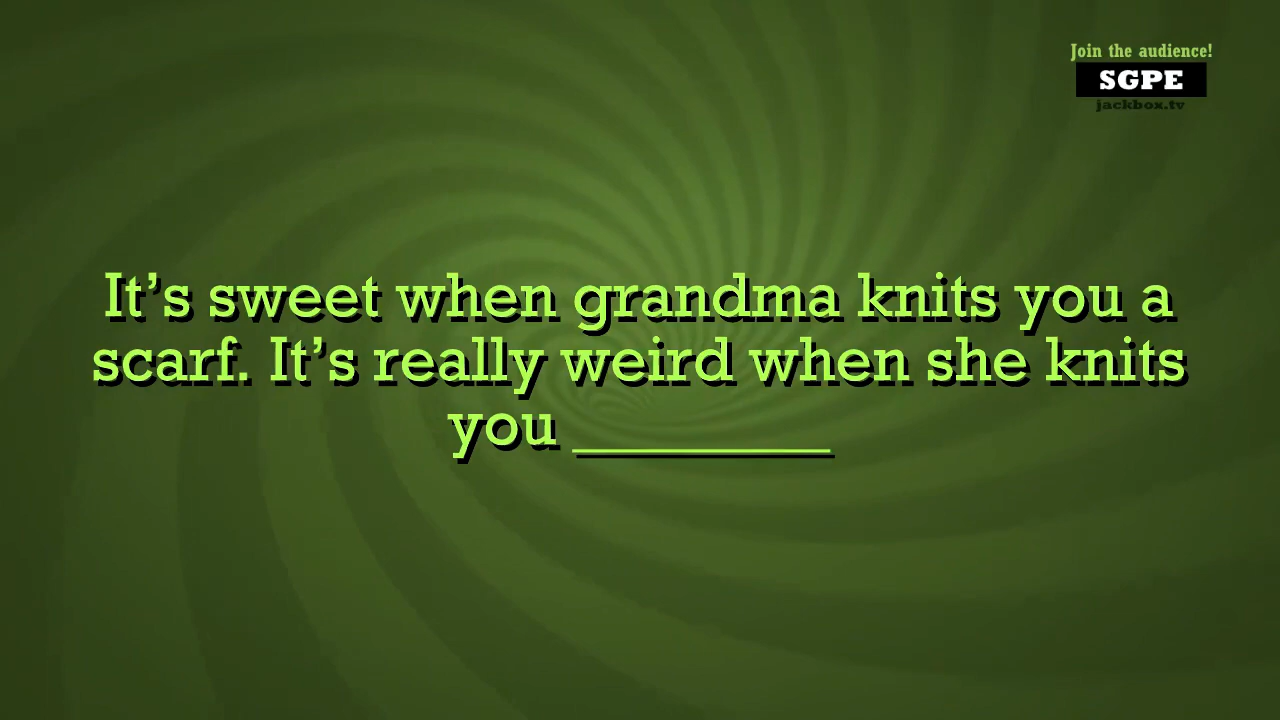 Join the audience!
SGPE
jackbox.tv
It’s sweet when grandma knits you a
scarf. It’s really weird when she knits
you ________